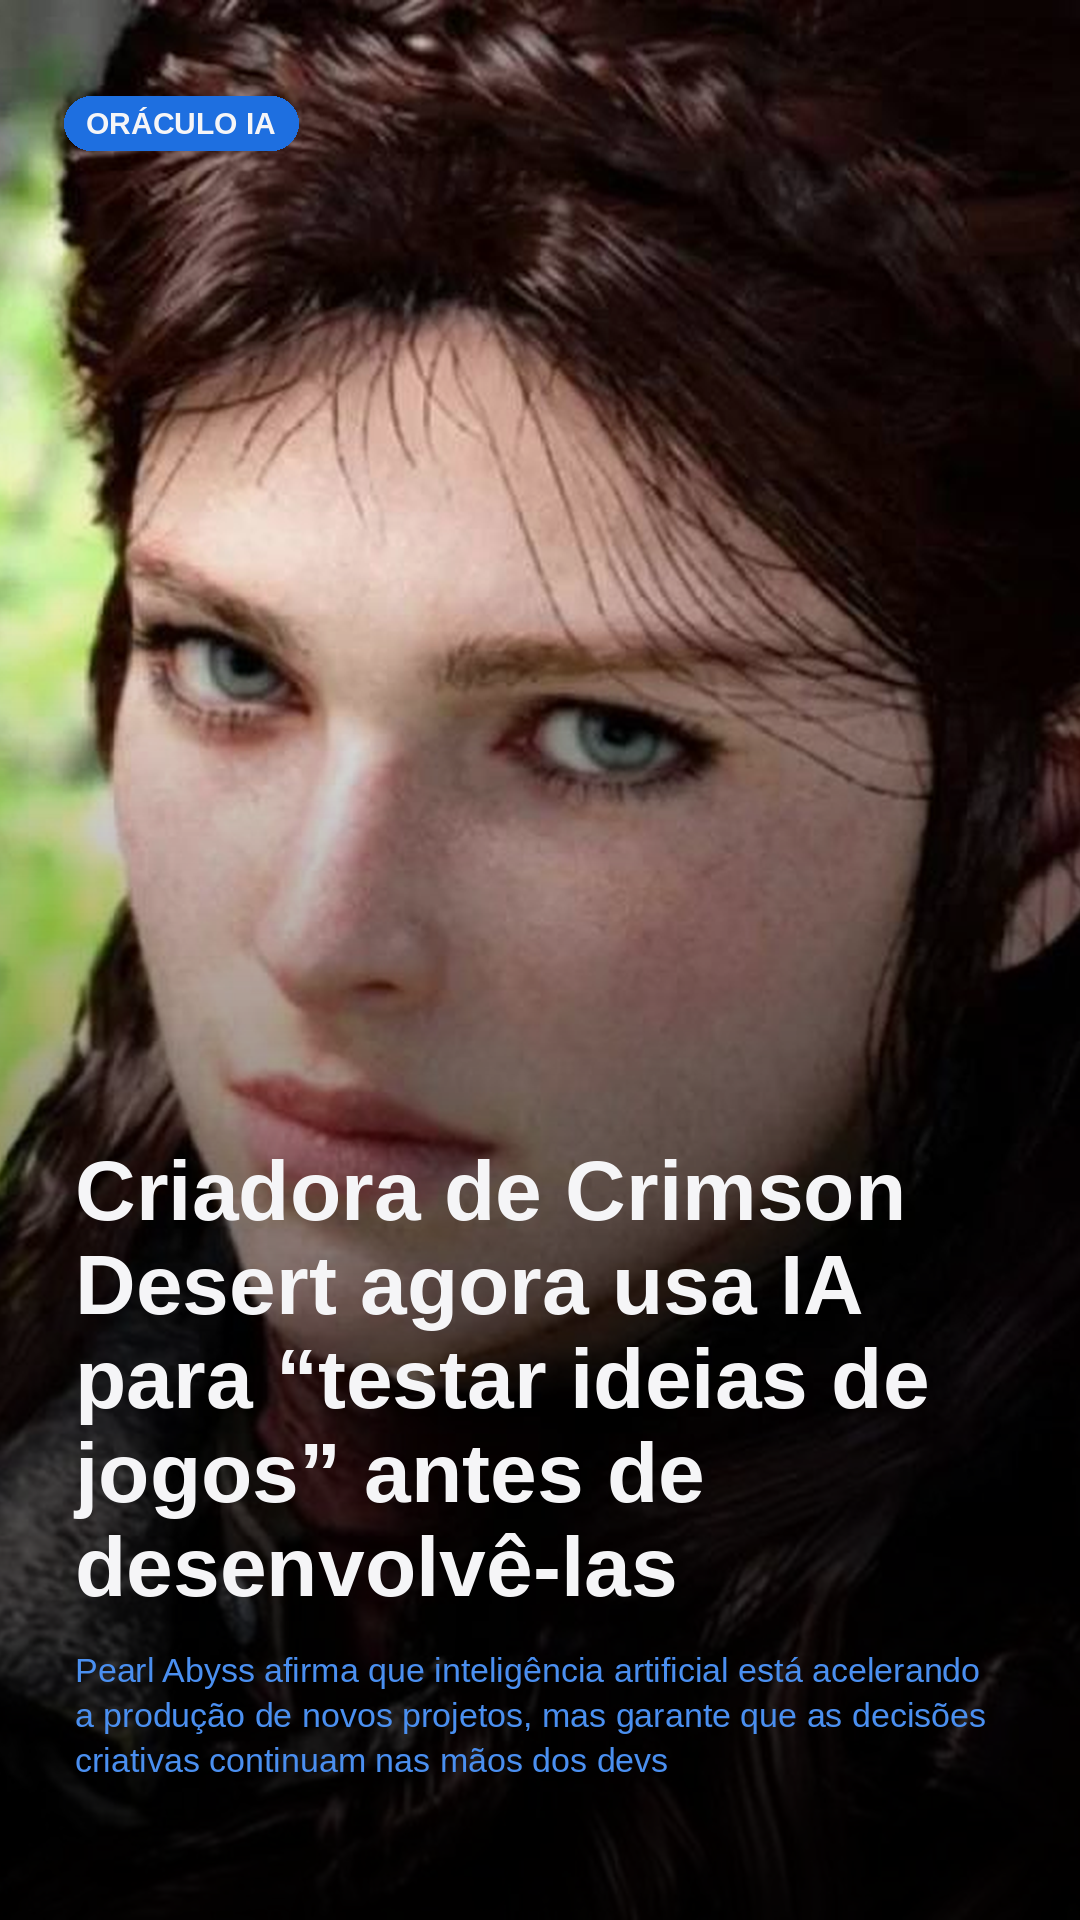 ORÁCULO IA
Criadora de Crimson
Desert agora usa IA
para “testar ideias de
jogos” antes de
desenvolvê-las
Pearl Abyss afirma que inteligência artificial está acelerando
a produção de novos projetos, mas garante que as decisões
criativas continuam nas mãos dos devs